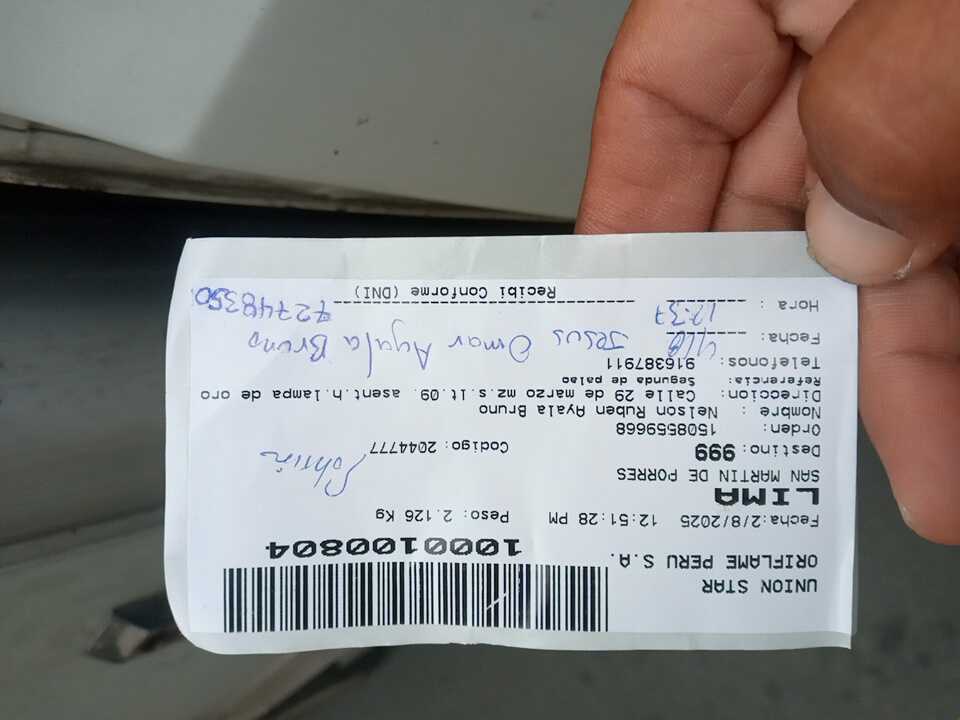 UNION STAR
ORIFLAME PERU S.A.
1000100804
Fecha:2/8/2025 12:51:28 PM Peso: 2.126 Kg
LIMA
SAN MARTIN DE PORRES
Destino: 999 Codigo: 2044777
Orden: 1508559668
Nombre : Nelson Ruben Ayala Bruno
Direccion: Calle 29 de marzo mz.s.lt.09. asent.h.lampa de oro
Referencia: Segunda de palao
Telefonos: 916387911
Fecha : Jesus Omar Ayala Bruno
Hora : 12:37 72748350
Recibi Conforme (DNI)